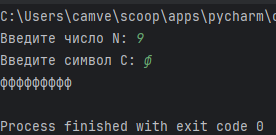 C:\Users\camve\scoop\apps\pycharm\c
Введите число N: 9
Введите символ С: ф
ффффффффф
Process finished with exit code 0